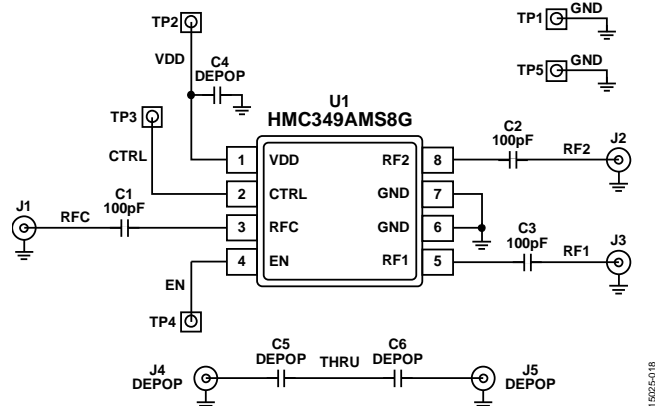 TP2
TP1
GND
VDD
C4
DEPOP
TP5
GND
U1
HMC349AMS8G
TP3
CTRL
C2
100pF
RF2
J2
1
VDD
RF2
8
2
CTRL
GND
7
J1
RFC
C1
100pF
3
RFC
GND
6
C3
100pF
RF1
J3
4
EN
RF1
5
EN
TP4
J4
DEPOP
C5
DEPOP
THRU
C6
DEPOP
J5
DEPOP
15025-018